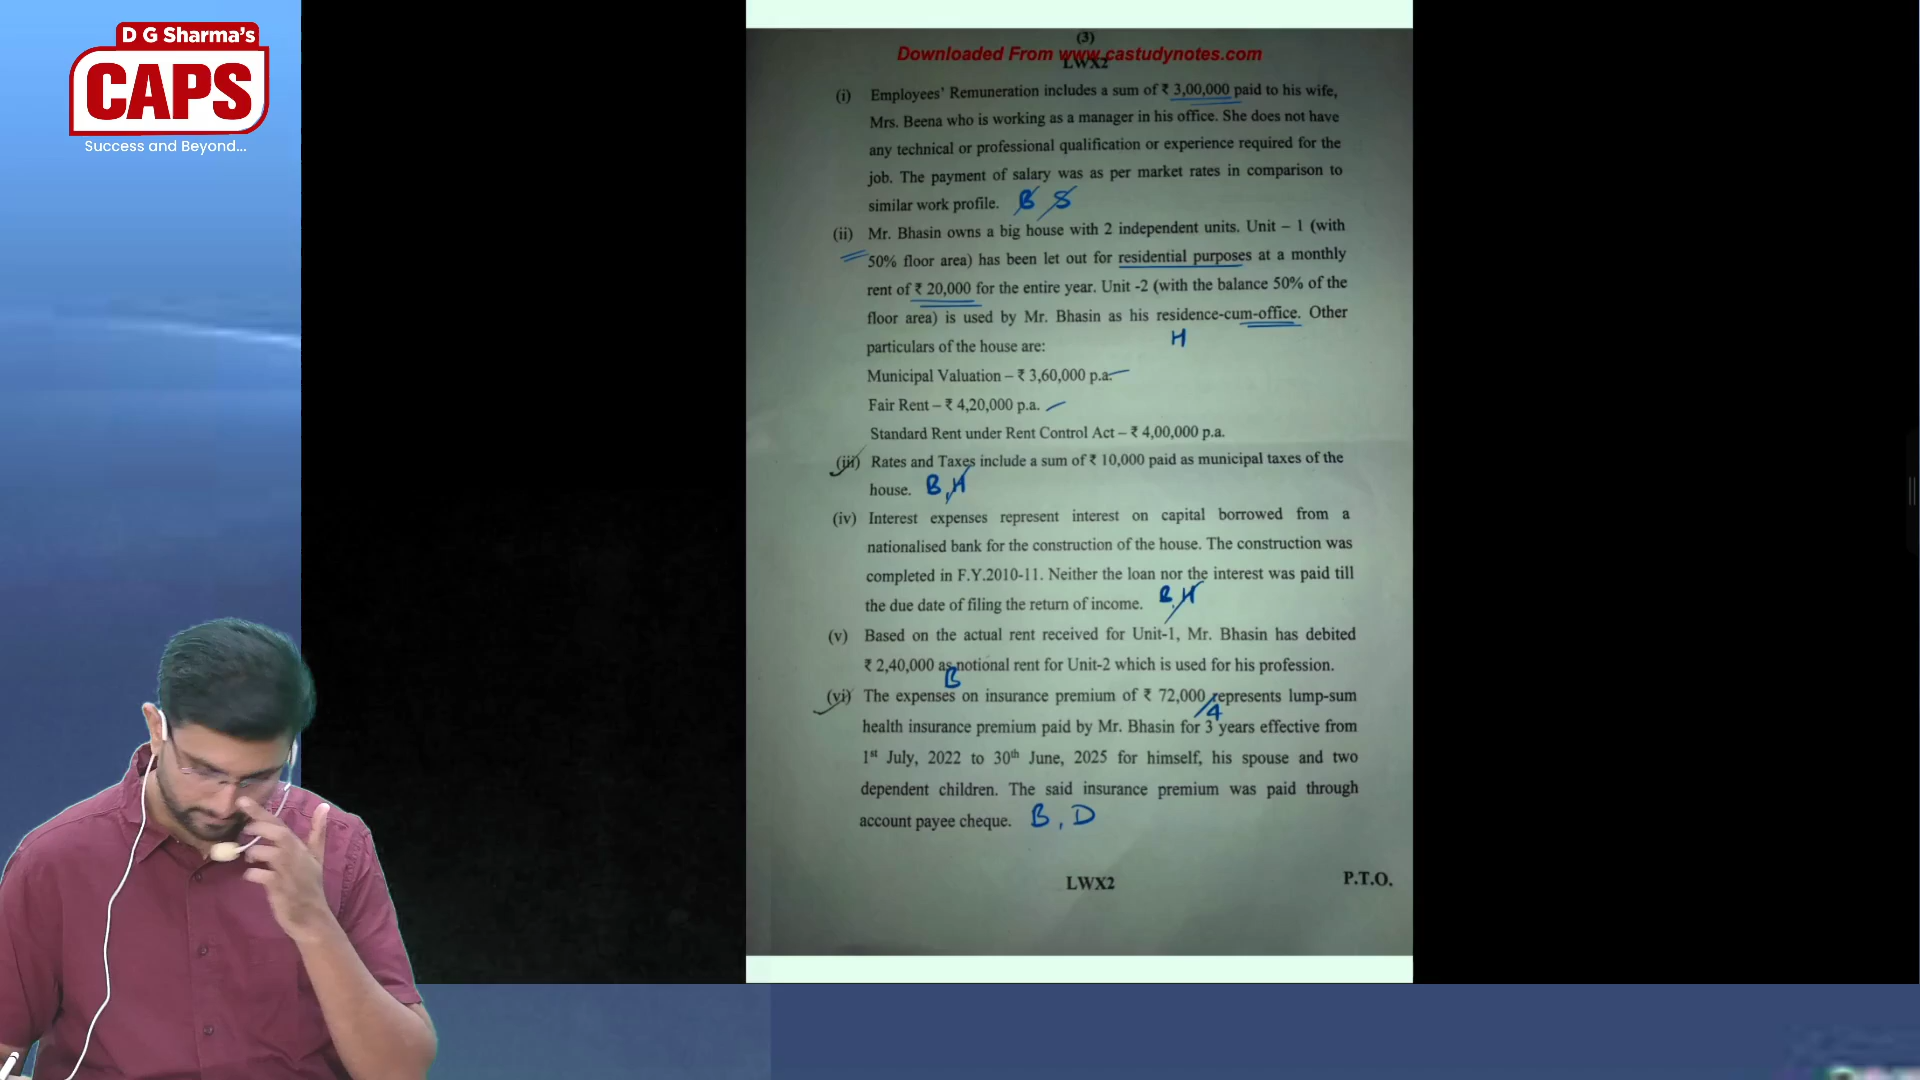 D G Sharma's
CAPS
Success and Beyond...
(3)
Downloaded From www.castudynotes.com
LWX2
(i) Employees' Remuneration includes a sum of ₹ 3,00,000 paid to his wife,
Mrs. Beena who is working as a manager in his office. She does not have
any technical or professional qualification or experience required for the
job. The payment of salary was as per market rates in comparison to
similar work profile. B S
(ii) Mr. Bhasin owns a big house with 2 independent units. Unit – 1 (with
50% floor area) has been let out for residential purposes at a monthly
rent of ₹ 20,000 for the entire year. Unit -2 (with the balance 50% of the
floor area) is used by Mr. Bhasin as his residence-cum-office. Other
H
particulars of the house are:
Municipal Valuation – ₹ 3,60,000 p.a.
Fair Rent – ₹ 4,20,000 p.a.
Standard Rent under Rent Control Act – ₹ 4,00,000 p.a.
(iii) Rates and Taxes include a sum of ₹ 10,000 paid as municipal taxes of the
house. B, H
(iv) Interest expenses represent interest on capital borrowed from a
nationalised bank for the construction of the house. The construction was
completed in F.Y.2010-11. Neither the loan nor the interest was paid till
the due date of filing the return of income. B, H
(v) Based on the actual rent received for Unit-1, Mr. Bhasin has debited
₹ 2,40,000 as notional rent for Unit-2 which is used for his profession.
B
(vi) The expenses on insurance premium of ₹ 72,000 represents lump-sum
/4
health insurance premium paid by Mr. Bhasin for 3 years effective from
1st July, 2022 to 30th June, 2025 for himself, his spouse and two
dependent children. The said insurance premium was paid through
account payee cheque. B, D
LWX2
P.T.O.